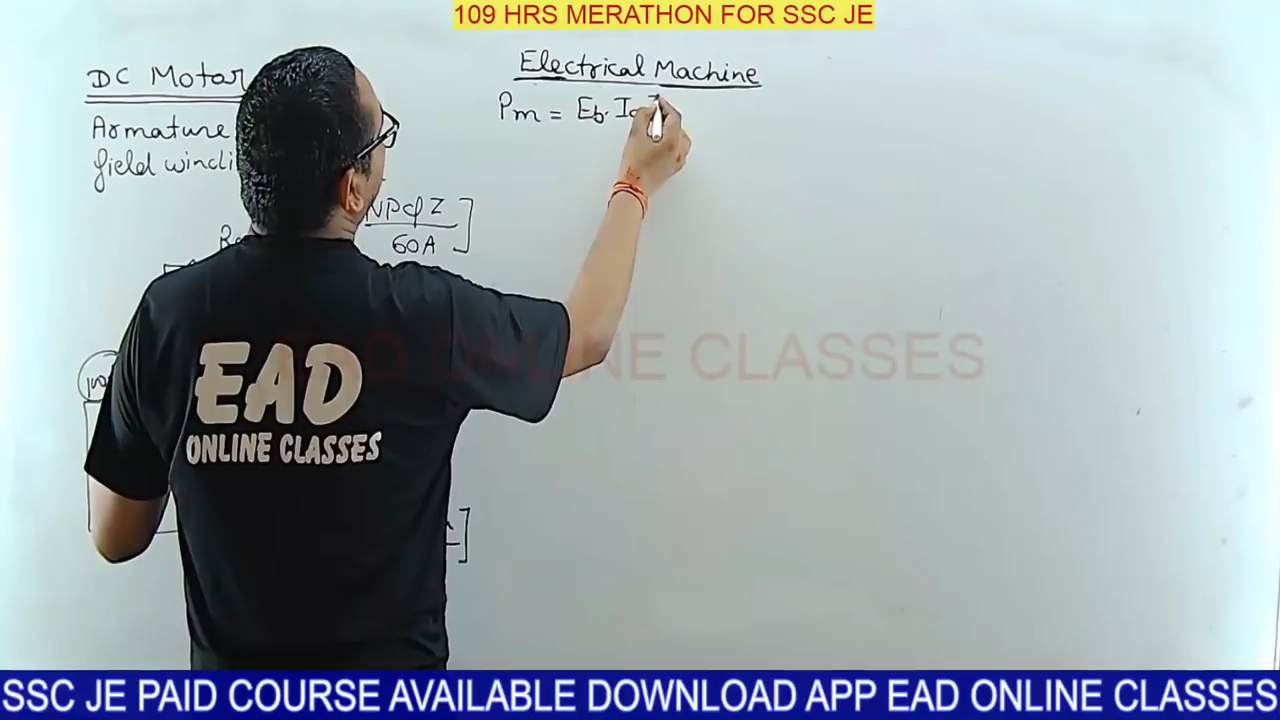 109 HRS MERATHON FOR SSC JE
DC Motor
Armature
field windi
NPϕZ
60A
Electrical Machine
Pm = Eb. Ia
EAD ONLINE CLASSES
EAD
ONLINE CLASSES
SSC JE PAID COURSE AVAILABLE DOWNLOAD APP EAD ONLINE CLASSES